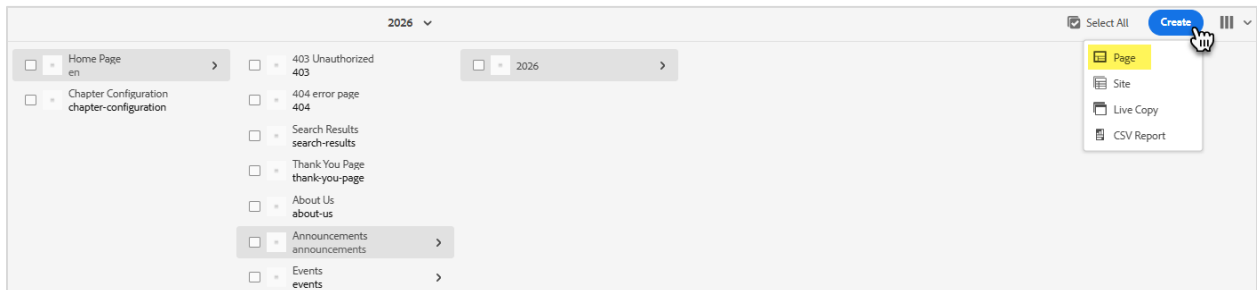 2026
Select All
Create
Home Page
en
Chapter Configuration
chapter-configuration
403 Unauthorized
403
404 error page
404
Search Results
search-results
Thank You Page
thank-you-page
About Us
about-us
Announcements
announcements
Events
events
2026
Page
Site
Live Copy
CSV Report